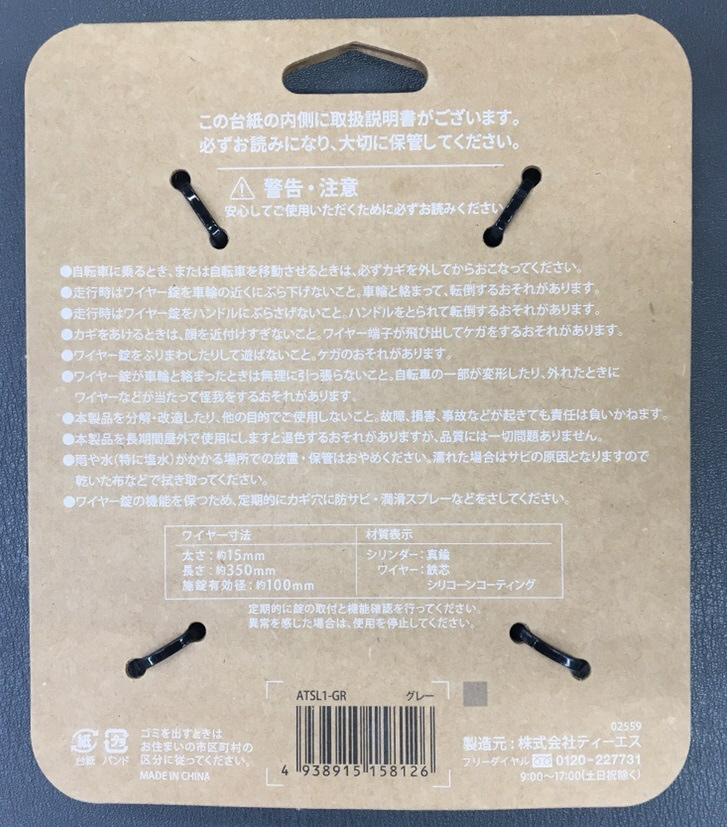 この台紙の内側に取扱説明書がございます。
必ずお読みになり、大切に保管してください。
警告・注意
安心してご使用いただくために必ずお読みください
●自転車に乗るとき、または自転車を移動させるときは、必ずカギを外してからおこなってください。
●走行時はワイヤー錠を車輪の近くにぶら下げないこと。車輪と絡まって、転倒するおそれがあります。
●走行時はワイヤー錠をハンドルにぶらさげないこと。ハンドルをとられて転倒するおそれがあります。
●カギをあけるときは、顔を近付けすぎないこと。ワイヤー端子が飛び出してケガをするおそれがあります。
●ワイヤー錠をふりまわしたりして遊ばないこと。ケガのおそれがあります。
●ワイヤー錠が車輪と絡まったときは無理に引っ張らないこと。自転車の一部が変形したり、外れたときに
ワイヤーなどが当たって怪我をするおそれがあります。
●本製品を分解・改造したり、他の目的でご使用しないこと。故障、損害、事故などが起きても責任は負いかねます。
●本製品を長期間屋外で使用にしますと退色するおそれがありますが、品質には一切問題ありません。
●雨や水(特に塩水)がかかる場所での放置・保管はおやめください。濡れた場合はサビの原因となりますので
乾いた布などで拭き取ってください。
●ワイヤー錠の機能を保つため、定期的にカギ穴に防サビ・潤滑スプレーなどをさしてください。
ワイヤー寸法
太さ:約15mm
長さ:約350mm
施錠有効径:約100mm
材質表示
シリンダー:真鍮
ワイヤー:鉄芯
シリコーンコーティング
定期的に錠の取付と機能確認を行ってください。
異常を感じた場合は、使用を停止してください。
ATSL1-GR グレー
4 938915 158126
紙
台紙
プラ
バンド
ゴミを出すときは
お住まいの市区町村の
区分に従ってください。
MADE IN CHINA
02559
製造元:株式会社ティーエス
フリーダイヤル 0120-227731
9:00~17:00(土日祝除く)